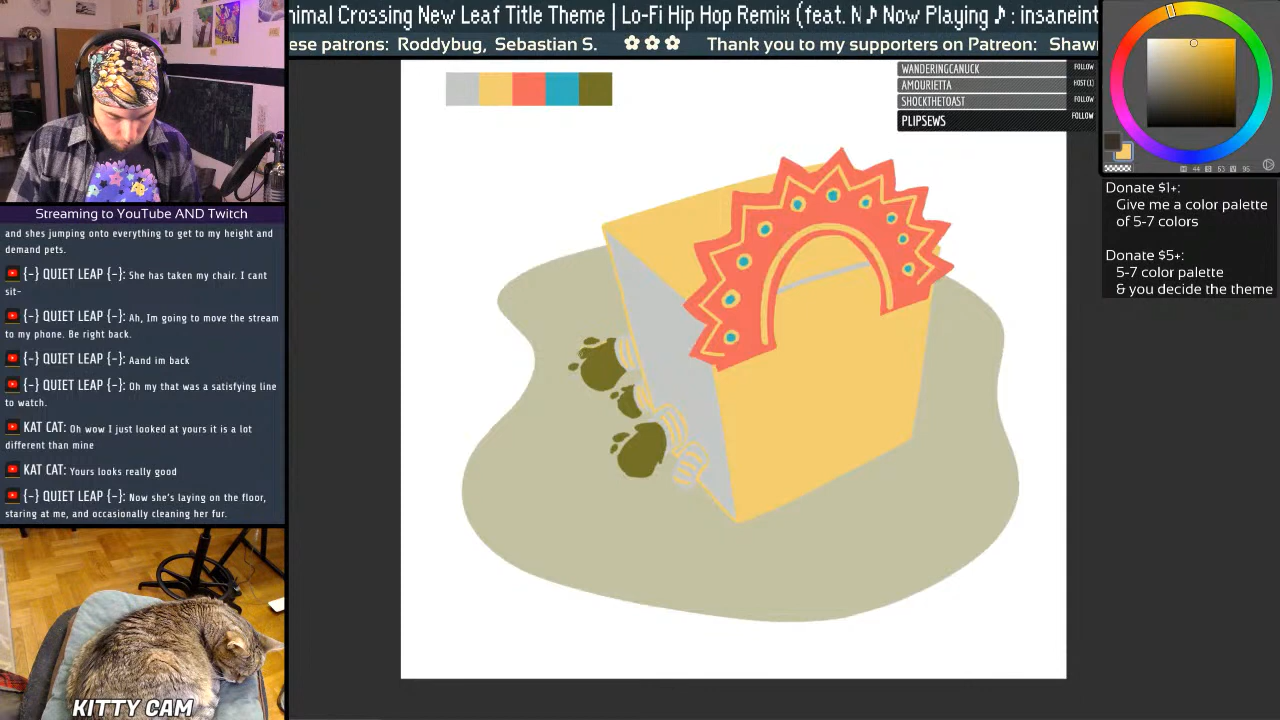 nimal Crossing New Leaf Title Theme | Lo-Fi Hip Hop Remix (feat. N♪ Now Playing ♪ : insaneint
ese patrons: Roddybug, Sebastian S. ✿ ✿ ✿ Thank you to my supporters on Patreon: Shaw
WANDERINGCANUCK FOLLOW
AMOURIETTA HOST (1)
SHOCKTHETOAST FOLLOW
PLIPSEWS FOLLOW
H 44 S 53 V 95
Donate $1+:
Give me a color palette
of 5-7 colors
Donate $5+:
5-7 color palette
& you decide the theme
Streaming to YouTube AND Twitch
and shes jumping onto everything to get to my height and
demand pets.
{-} QUIET LEAP {-}: She has taken my chair. I cant
sit-
{-} QUIET LEAP {-}: Ah, Im going to move the stream
to my phone. Be right back.
{-} QUIET LEAP {-}: Aand im back
{-} QUIET LEAP {-}: Oh my that was a satisfying line
to watch.
KAT CAT: Oh wow I just looked at yours it is a lot
different than mine
KAT CAT: Yours looks really good
{-} QUIET LEAP {-}: Now she's laying on the floor,
staring at me, and occasionally cleaning her fur.
KITTY CAM